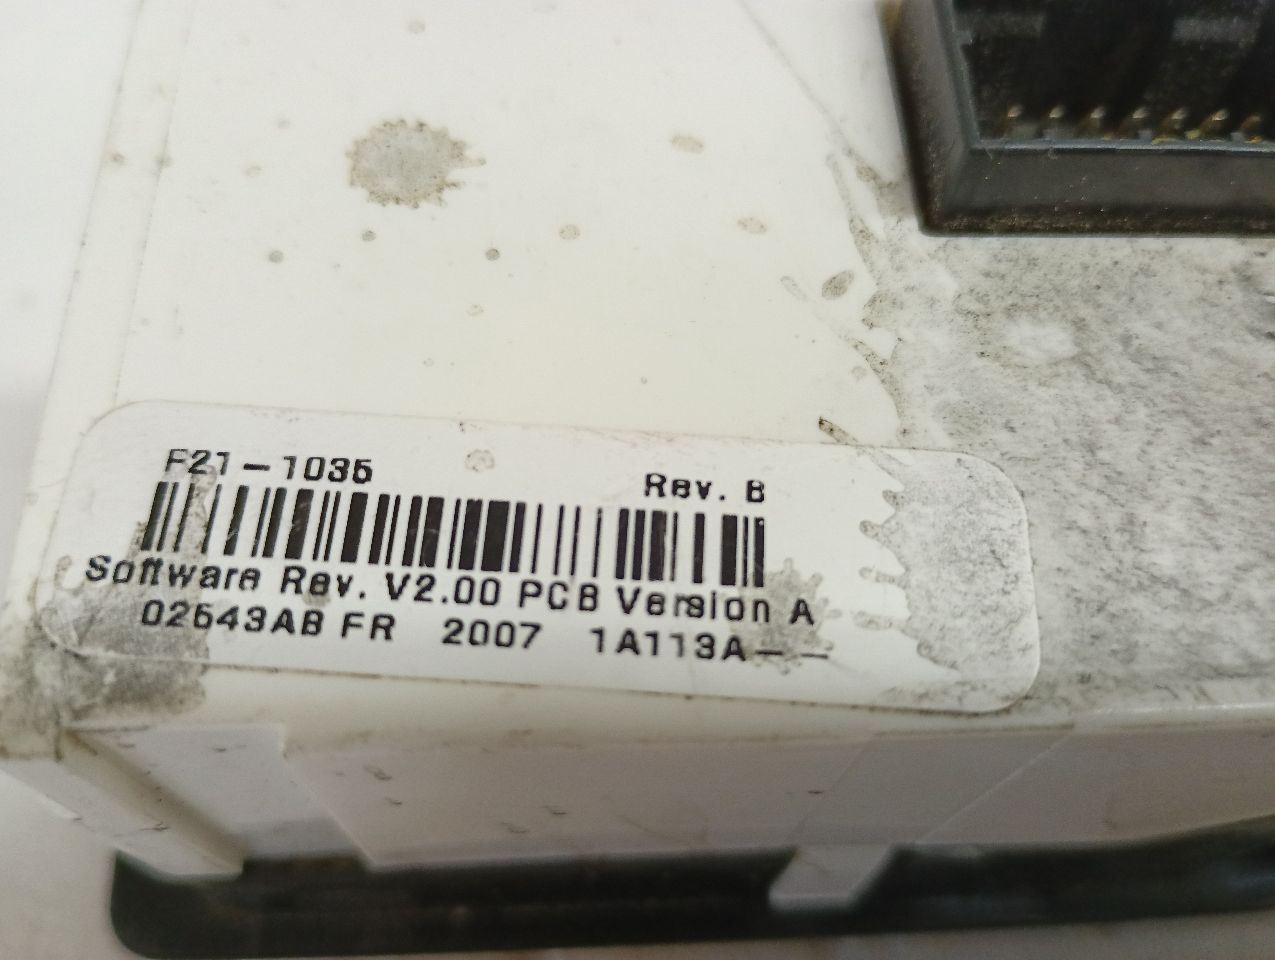 F21-1035
Rev. B
Software Rev. V2.00 PCB Version A
02543AB FR 2007 1A113A--